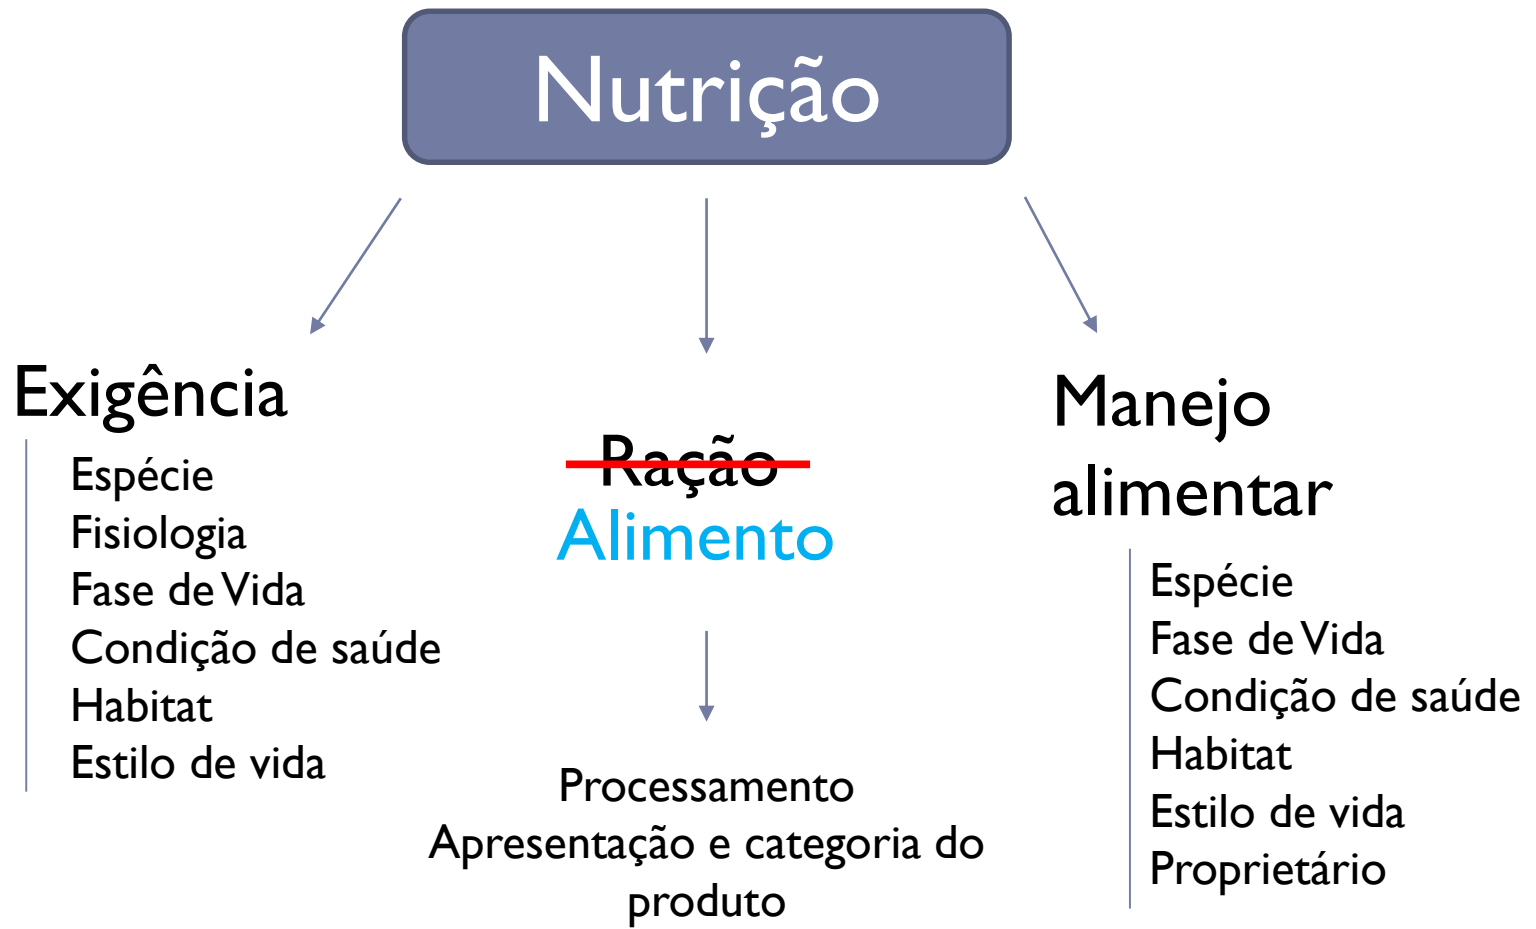 Nutrição
Exigência
Espécie
Fisiologia
Fase de Vida
Condição de saúde
Habitat
Estilo de vida
Ração
Alimento
Processamento
Apresentação e categoria do
produto
Manejo
alimentar
Espécie
Fase de Vida
Condição de saúde
Habitat
Estilo de vida
Proprietário